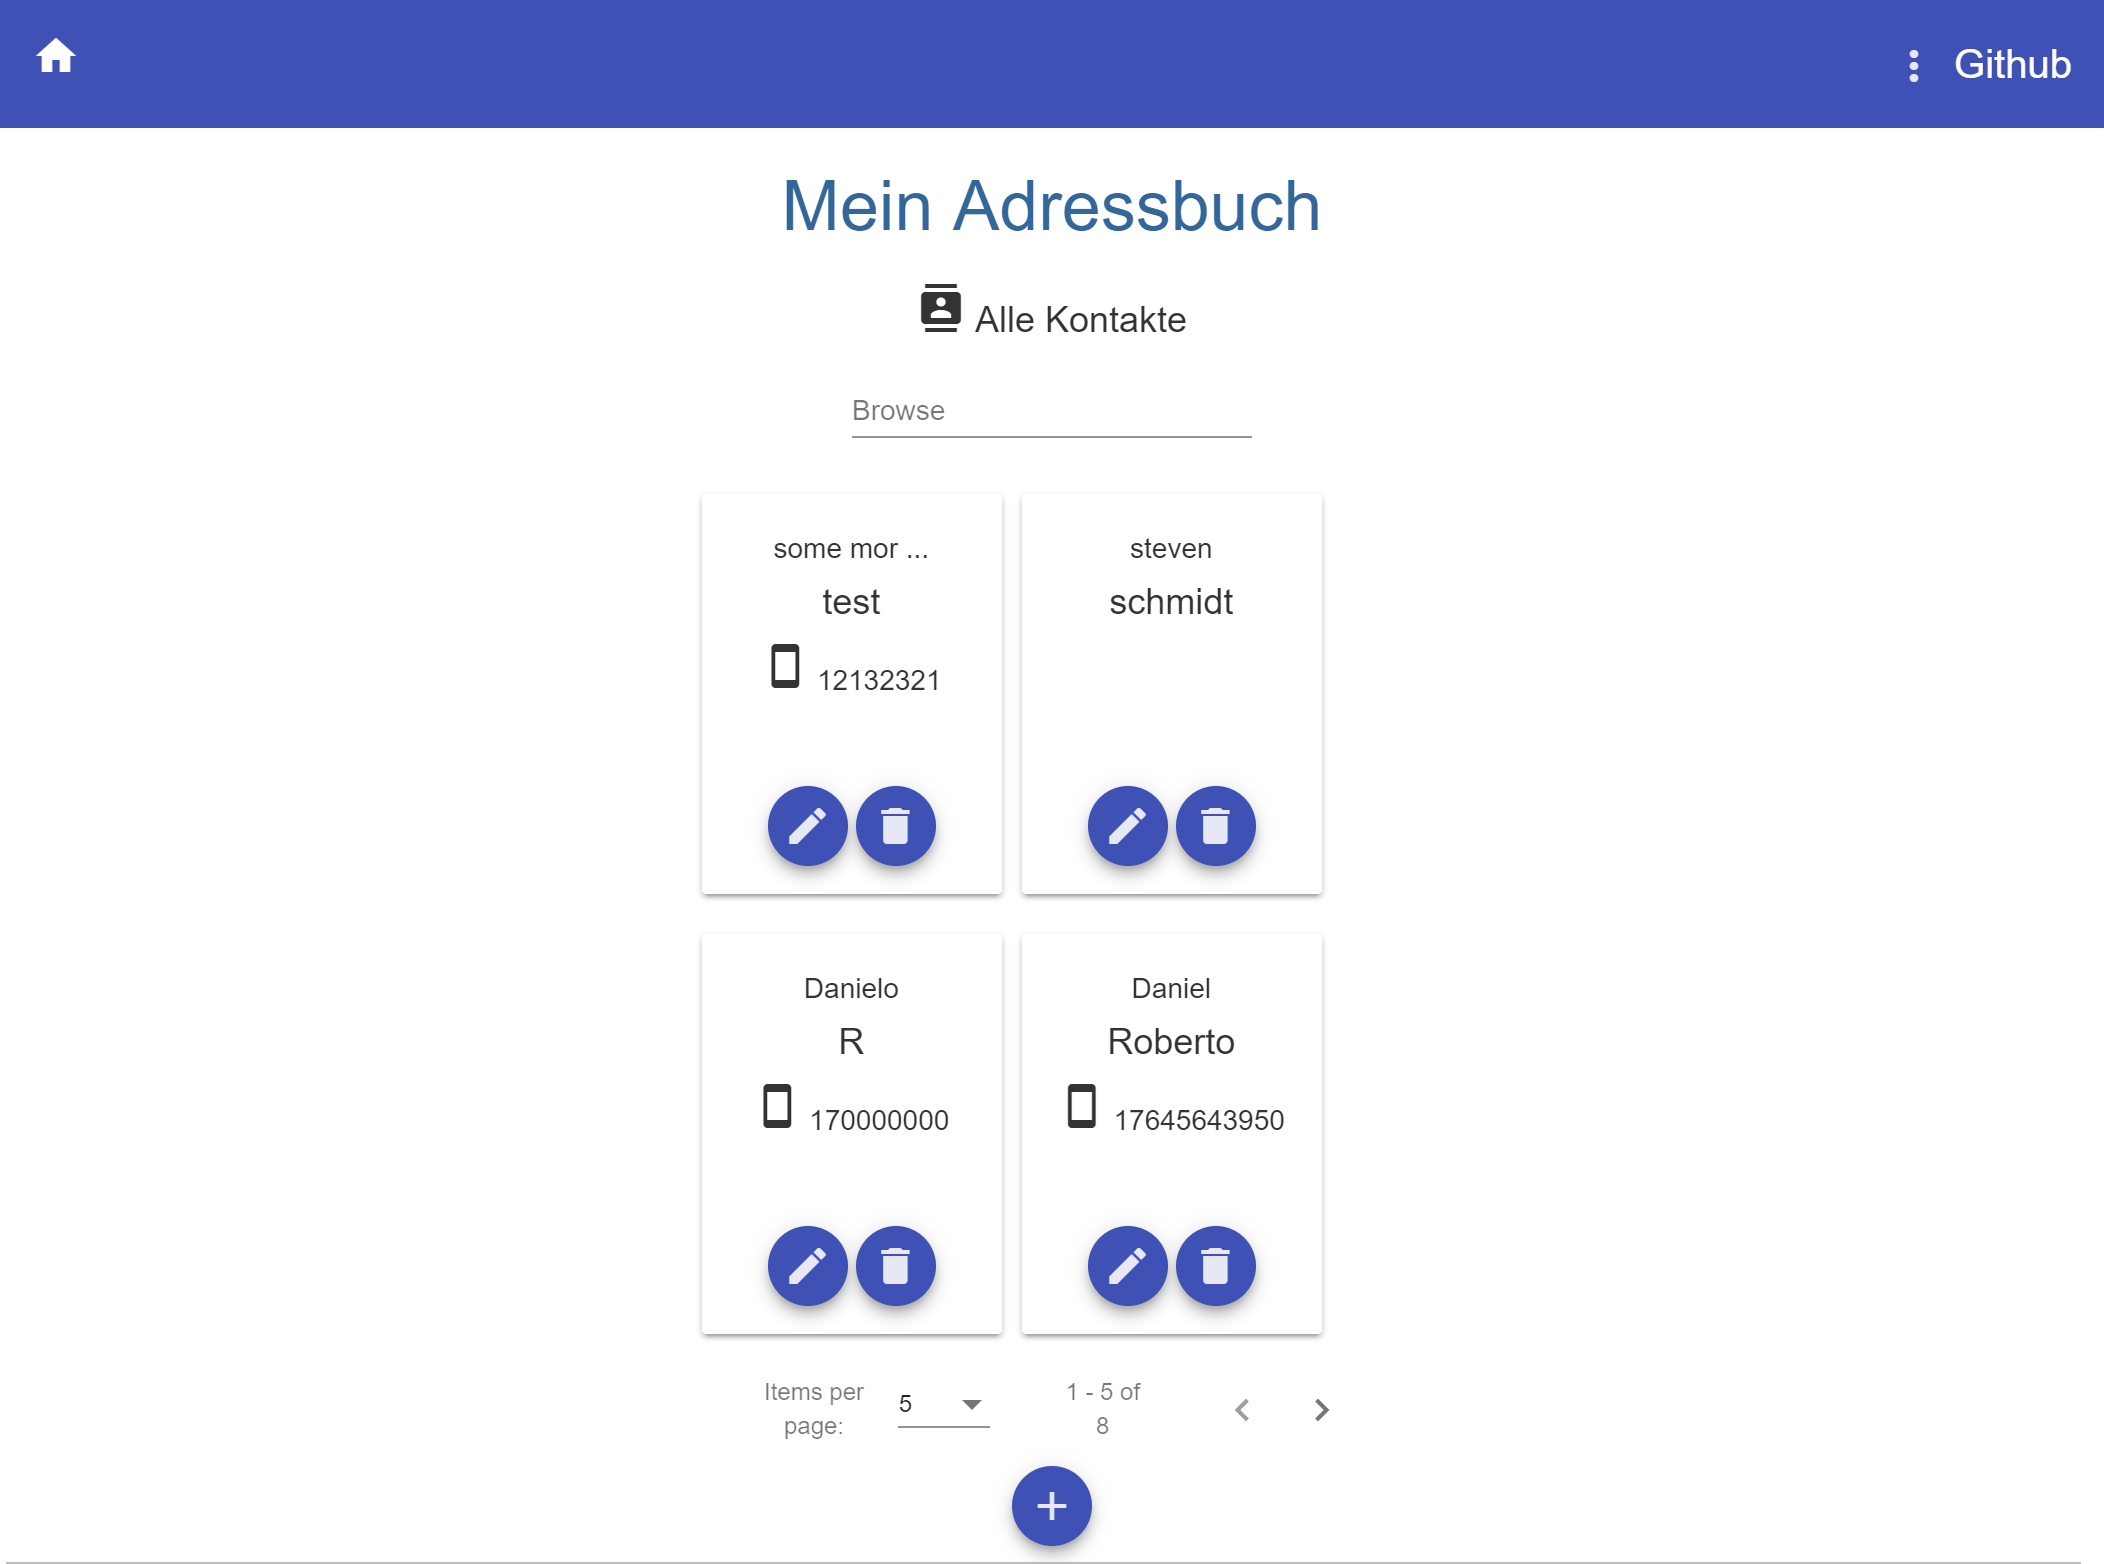 Github
Mein Adressbuch
Alle Kontakte
Browse
some mor ...
test
12132321
steven
schmidt
Danielo
R
170000000
Daniel
Roberto
17645643950
Items per
page:
5
1 - 5 of
8